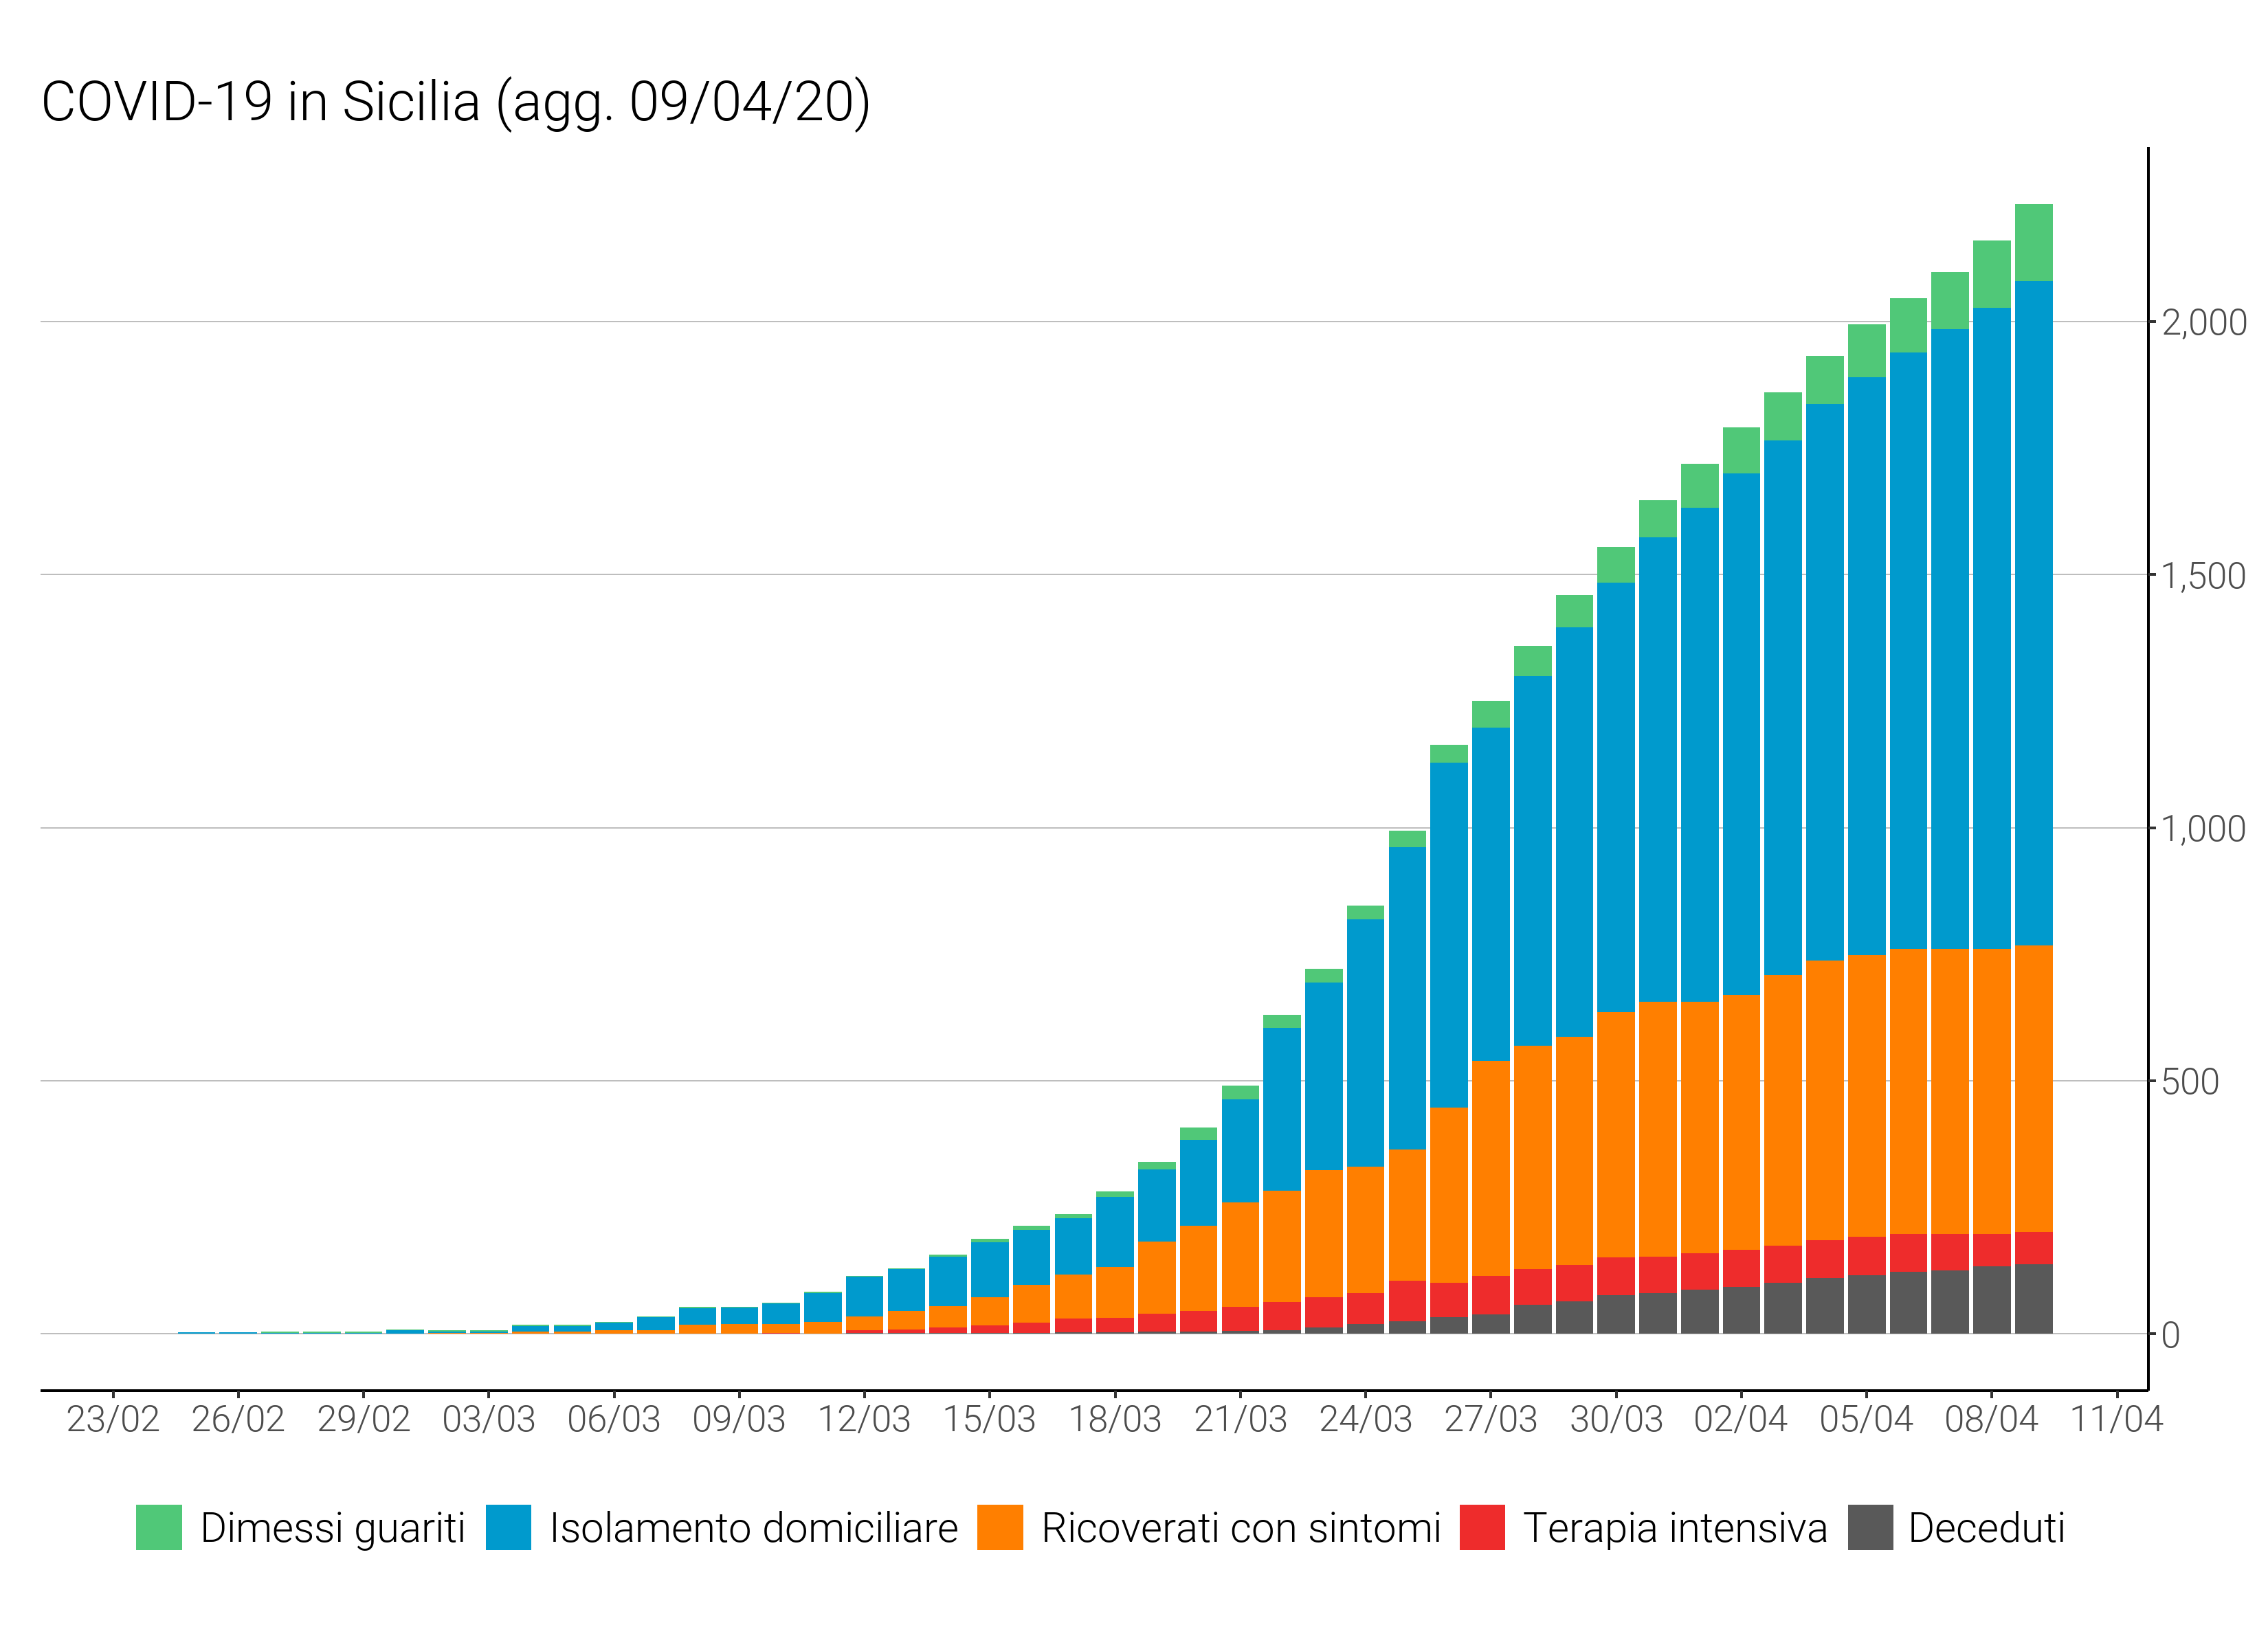 COVID-19 in Sicilia (agg. 09/04/20)
2,000
1,500
1,000
500
0
23/02 26/02 29/02 03/03 06/03 09/03 12/03 15/03 18/03 21/03 24/03 27/03 30/03 02/04 05/04 08/04 11/04
Dimessi guariti Isolamento domiciliare Ricoverati con sintomi Terapia intensiva Deceduti